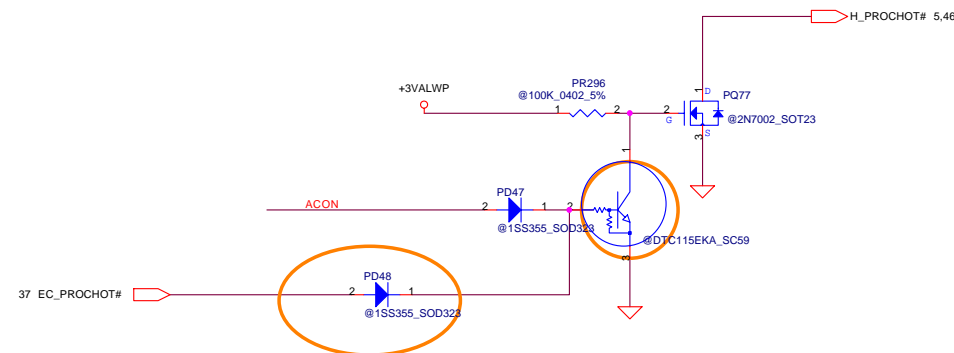 H_PROCHOT# 5,46
PR296
@100K_0402_5%
+3VALWP
1 2
1
D
PQ77
2
G
@2N7002_SOT23
3
S
1
PD47
ACON
2 1 2
@1SS355_SOD323
@DTC115EKA_SC59
3
PD48
37 EC_PROCHOT#
2 1
@1SS355_SOD323